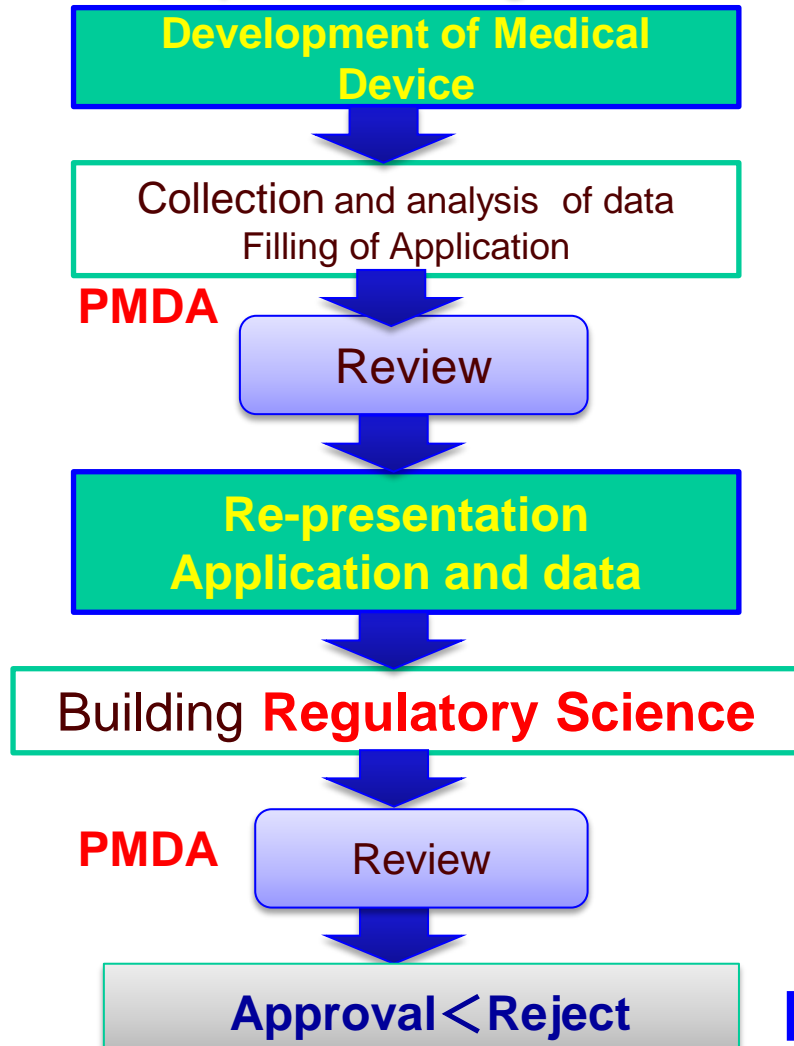 Development of Medical
Device
Collection and analysis of data
Filling of Application
PMDA
Review
Re-presentation
Application and data
Building Regulatory Science
PMDA
Review
Approval＜Reject